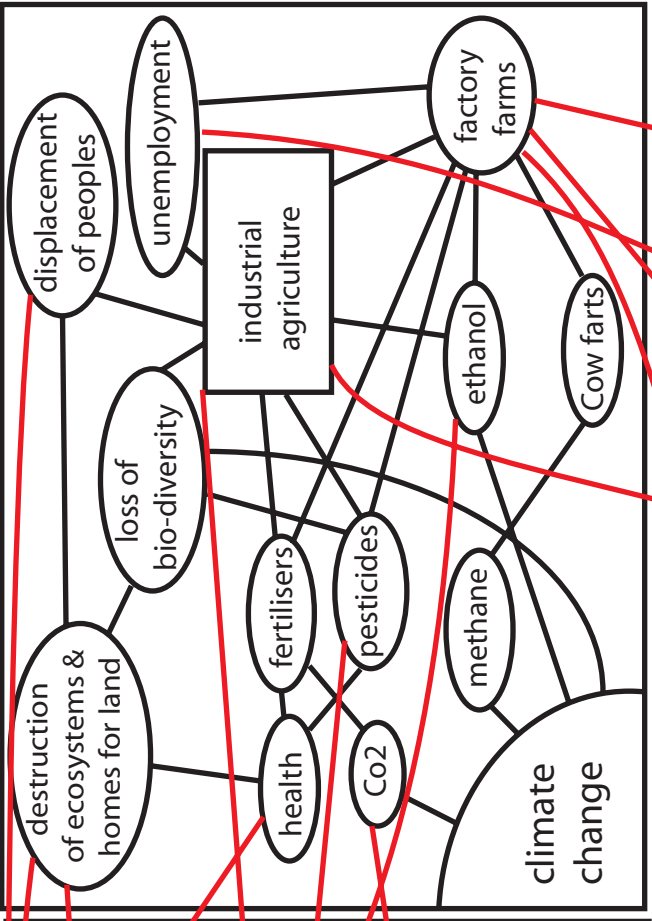 destruction
of ecosystems &
homes for land
displacement
of peoples
loss of
bio-diversity
unemployment
industrial
agriculture
health
fertilisers
pesticides
Co2
factory
farms
ethanol
methane
Cow farts
climate
change